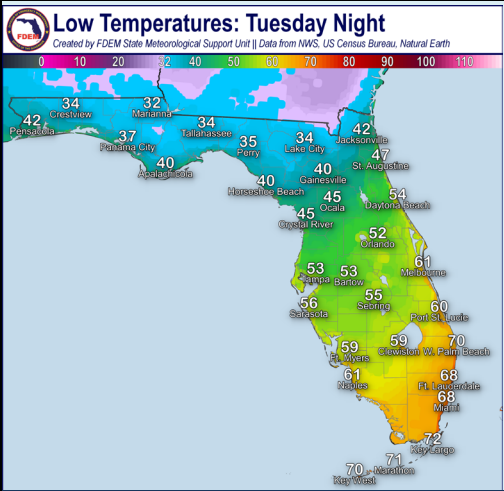 FDEM
Low Temperatures: Tuesday Night
Created by FDEM State Meteorological Support Unit || Data from NWS, US Census Bureau, Natural Earth
0 10 20 32 40 50 60 70 80 90 100 110
34
Crestview
32
Marianna
42
Pensacola
34
Tallahassee
42
Jacksonville
37
Panama City
35
Perry
34
Lake City
47
St. Augustine
40
Apalachicola
40
Gainesville
40
Horseshoe Beach
45
Ocala
54
Daytona Beach
45
Crystal River
52
Orlando
61
Melbourne
53
Tampa
53
Bartow
56
Sarasota
55
Sebring
60
Port St. Lucie
59
Ft. Myers
59
Clewiston
70
W. Palm Beach
61
Naples
68
Ft. Lauderdale
68
Miami
72
Key Largo
71
Marathon
70
Key West